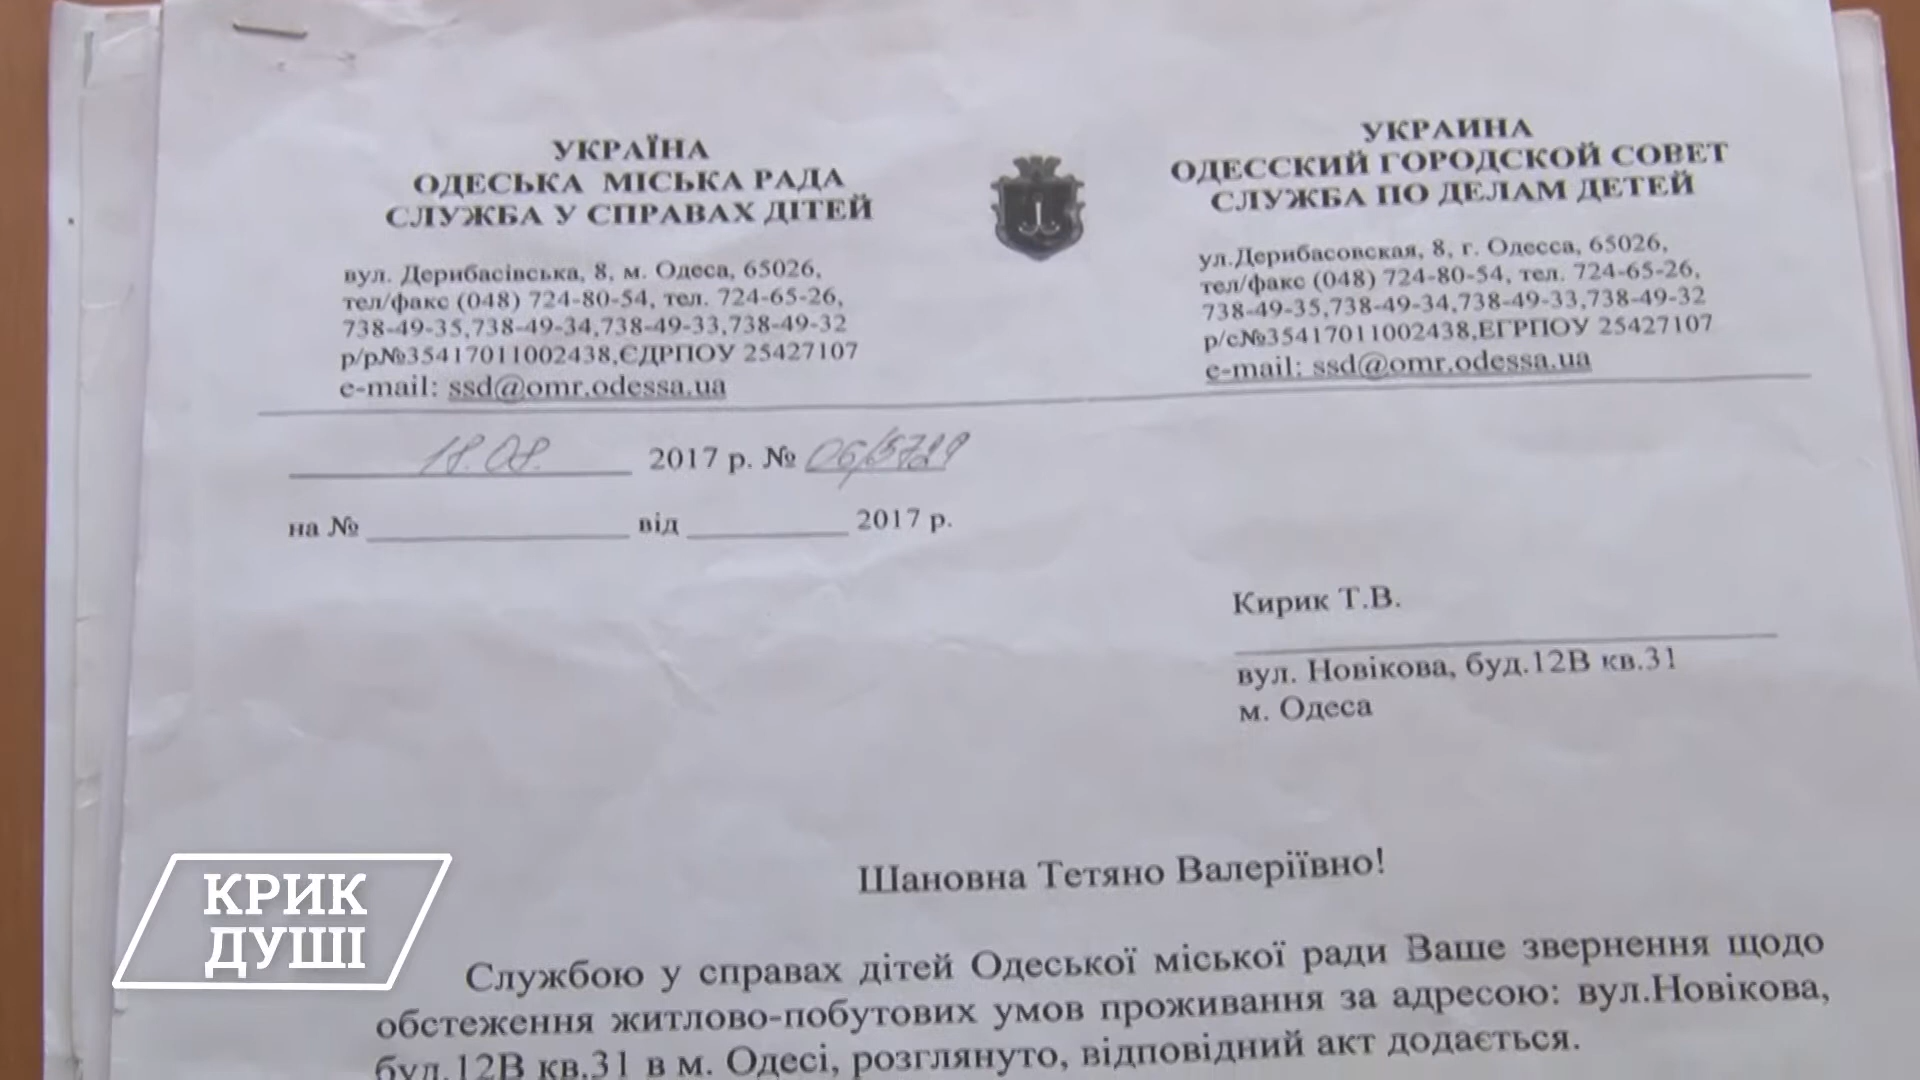 УКРАЇНА
ОДЕСЬКА МІСЬКА РАДА
СЛУЖБА У СПРАВАХ ДІТЕЙ
вул. Дерибасівська, 8, м. Одеса, 65026,
тел/факс (048) 724-80-54, тел. 724-65-26,
738-49-35,738-49-34,738-49-33,738-49-32
р/р№35417011002438,ЄДРПОУ 25427107
e-mail: ssd@omr.odessa.ua
УКРАИНА
ОДЕССКИЙ ГОРОДСКОЙ СОВЕТ
СЛУЖБА ПО ДЕЛАМ ДЕТЕЙ
ул.Дерибасовская, 8, г. Одесса, 65026,
тел/факс (048) 724-80-54, тел. 724-65-26,
738-49-35,738-49-34,738-49-33,738-49-32
р/с№35417011002438,ЕГРПОУ 25427107
e-mail: ssd@omr.odessa.ua
18.08. 2017 р. №
на № від 2017 р.
Кирик Т.В.
вул. Новікова, буд.12В кв.31
м. Одеса
Шановна Тетяно Валеріївно!
Службою у справах дітей Одеської міської ради Ваше звернення щодо
обстеження житлово-побутових умов проживання за адресою: вул.Новікова,
буд.12В кв.31 в м. Одесі, розглянуто, відповідний акт додається.
КРИК
ДУШІ